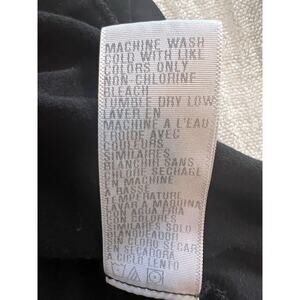 MACHINE WASH
COLD WITH LIKE
COLORS ONLY
NON-CHLORINE
BLEACH
TUMBLE DRY LOW
LAVER EN
MACHINE A L'EAU
FROIDE AVEC
COULEURS
SIMILAIRES
BLANCHIR SANS
CHLORE SECHAGE
EN MACHINE
A BASSE
TEMPERATURE
LAVAR A MAQUINA
CON AGUA FRIA
CON COLORES
SIMILARES SOLO
BLANQUEADOR
SIN CLORO SECAR
EN SECADORA
A CICLO LENTO